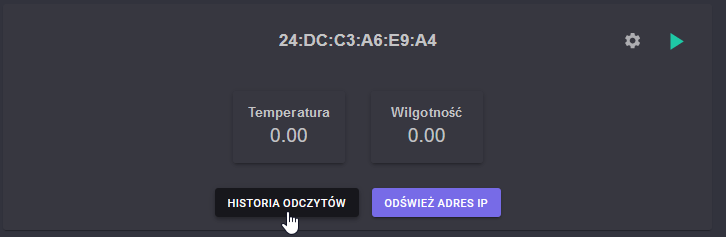 24:DC:C3:A6:E9:A4
Temperatura
0.00
Wilgotność
0.00
HISTORIA ODCZYTÓW
ODŚWIEŻ ADRES IP